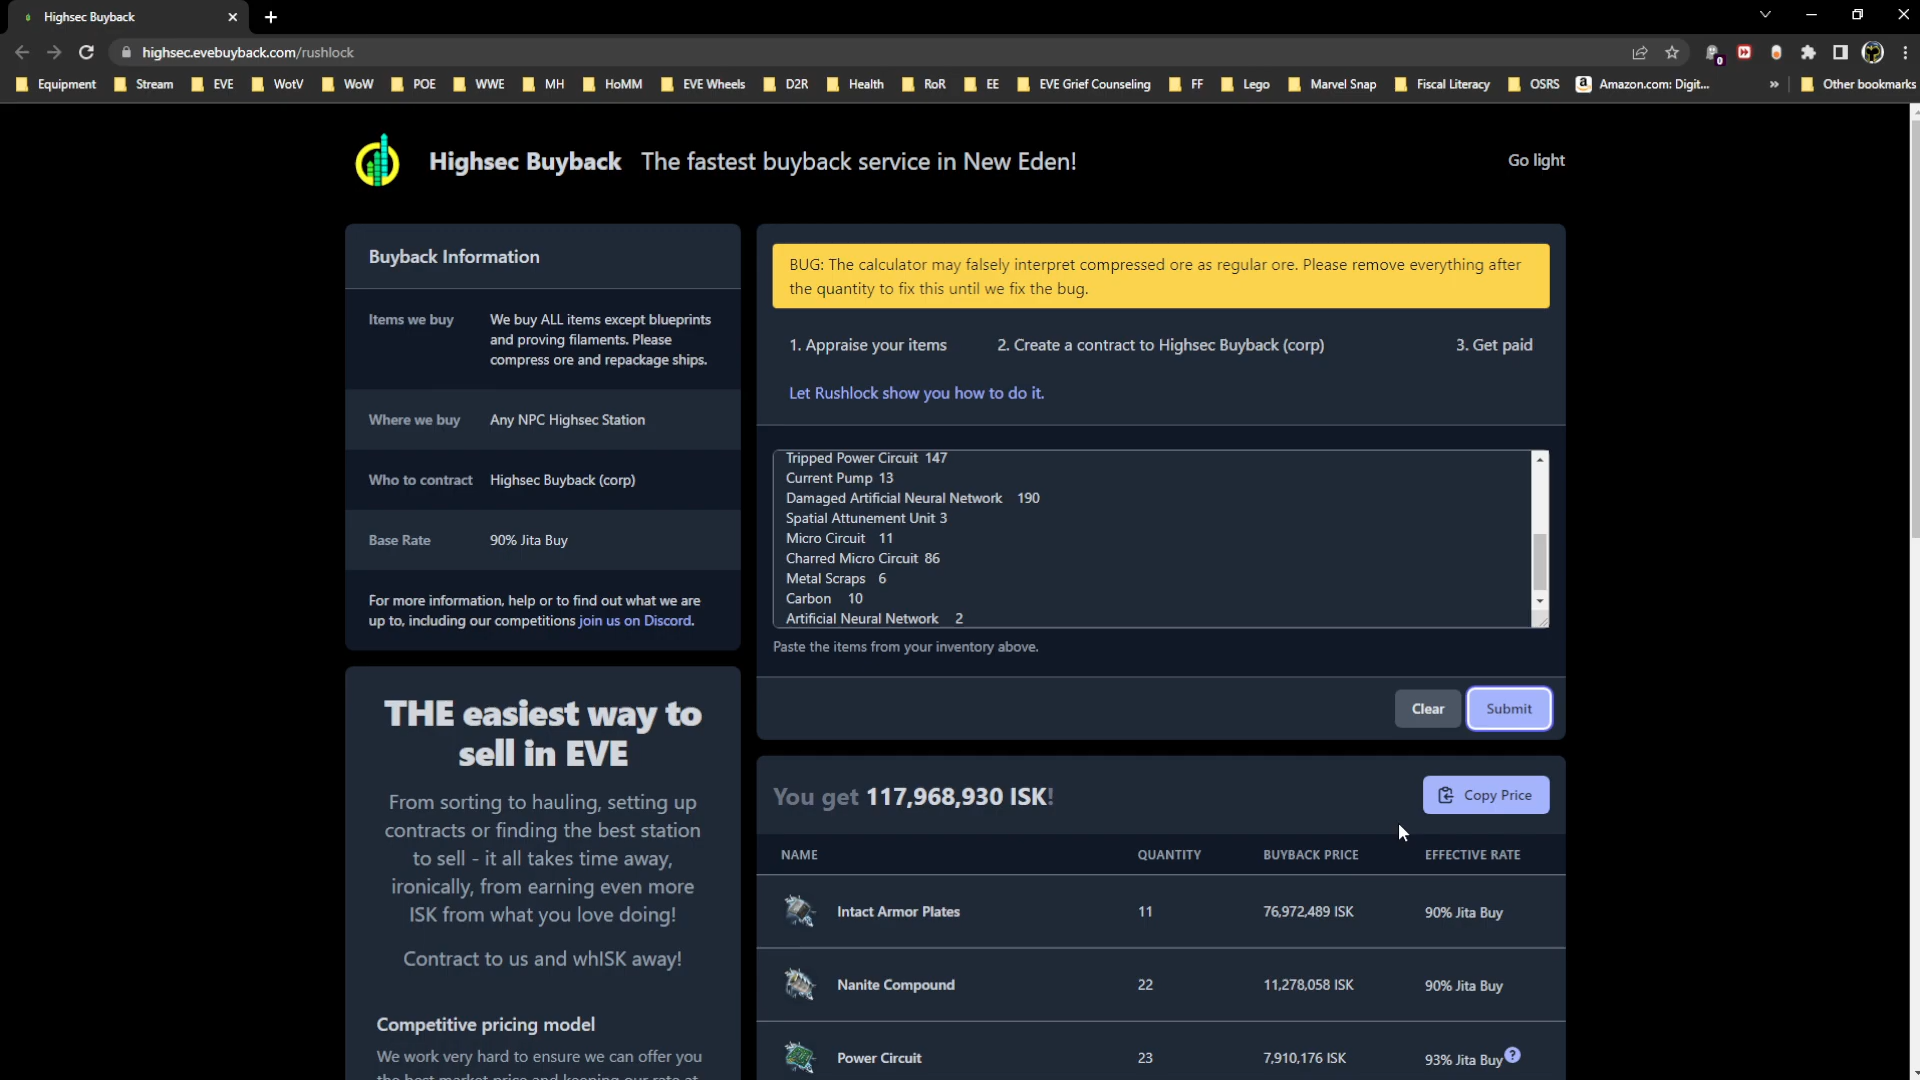 Highsec Buyback
highsec.evebuyback.com/rushlock
0
Equipment Stream EVE WotV WoW POE WWE MH HoMM EVE Wheels D2R Health RoR EE EVE Grief Counseling FF Lego Marvel Snap Fiscal Literacy OSRS Amazon.com: Digit... » Other bookmarks
Highsec Buyback The fastest buyback service in New Eden!
Go light
Buyback Information
Items we buy
We buy ALL items except blueprints
and proving filaments. Please
compress ore and repackage ships.
Where we buy Any NPC Highsec Station
Who to contract Highsec Buyback (corp)
Base Rate 90% Jita Buy
For more information, help or to find out what we are
up to, including our competitions join us on Discord.
THE easiest way to
sell in EVE
From sorting to hauling, setting up
contracts or finding the best station
to sell - it all takes time away,
ironically, from earning even more
ISK from what you love doing!
Contract to us and whISK away!
Competitive pricing model
We work very hard to ensure we can offer you
BUG: The calculator may falsely interpret compressed ore as regular ore. Please remove everything after
the quantity to fix this until we fix the bug.
1. Appraise your items 2. Create a contract to Highsec Buyback (corp) 3. Get paid
Let Rushlock show you how to do it.
Tripped Power Circuit 147
Current Pump 13
Damaged Artificial Neural Network 190
Spatial Attunement Unit 3
Micro Circuit 11
Charred Micro Circuit 86
Metal Scraps 6
Carbon 10
Artificial Neural Network 2
Paste the items from your inventory above.
Clear Submit
You get 117,968,930 ISK!
Copy Price
NAME QUANTITY BUYBACK PRICE EFFECTIVE RATE
Intact Armor Plates 11 76,972,489 ISK 90% Jita Buy
Nanite Compound 22 11,278,058 ISK 90% Jita Buy
Power Circuit 23 7,910,176 ISK 93% Jita Buy ?